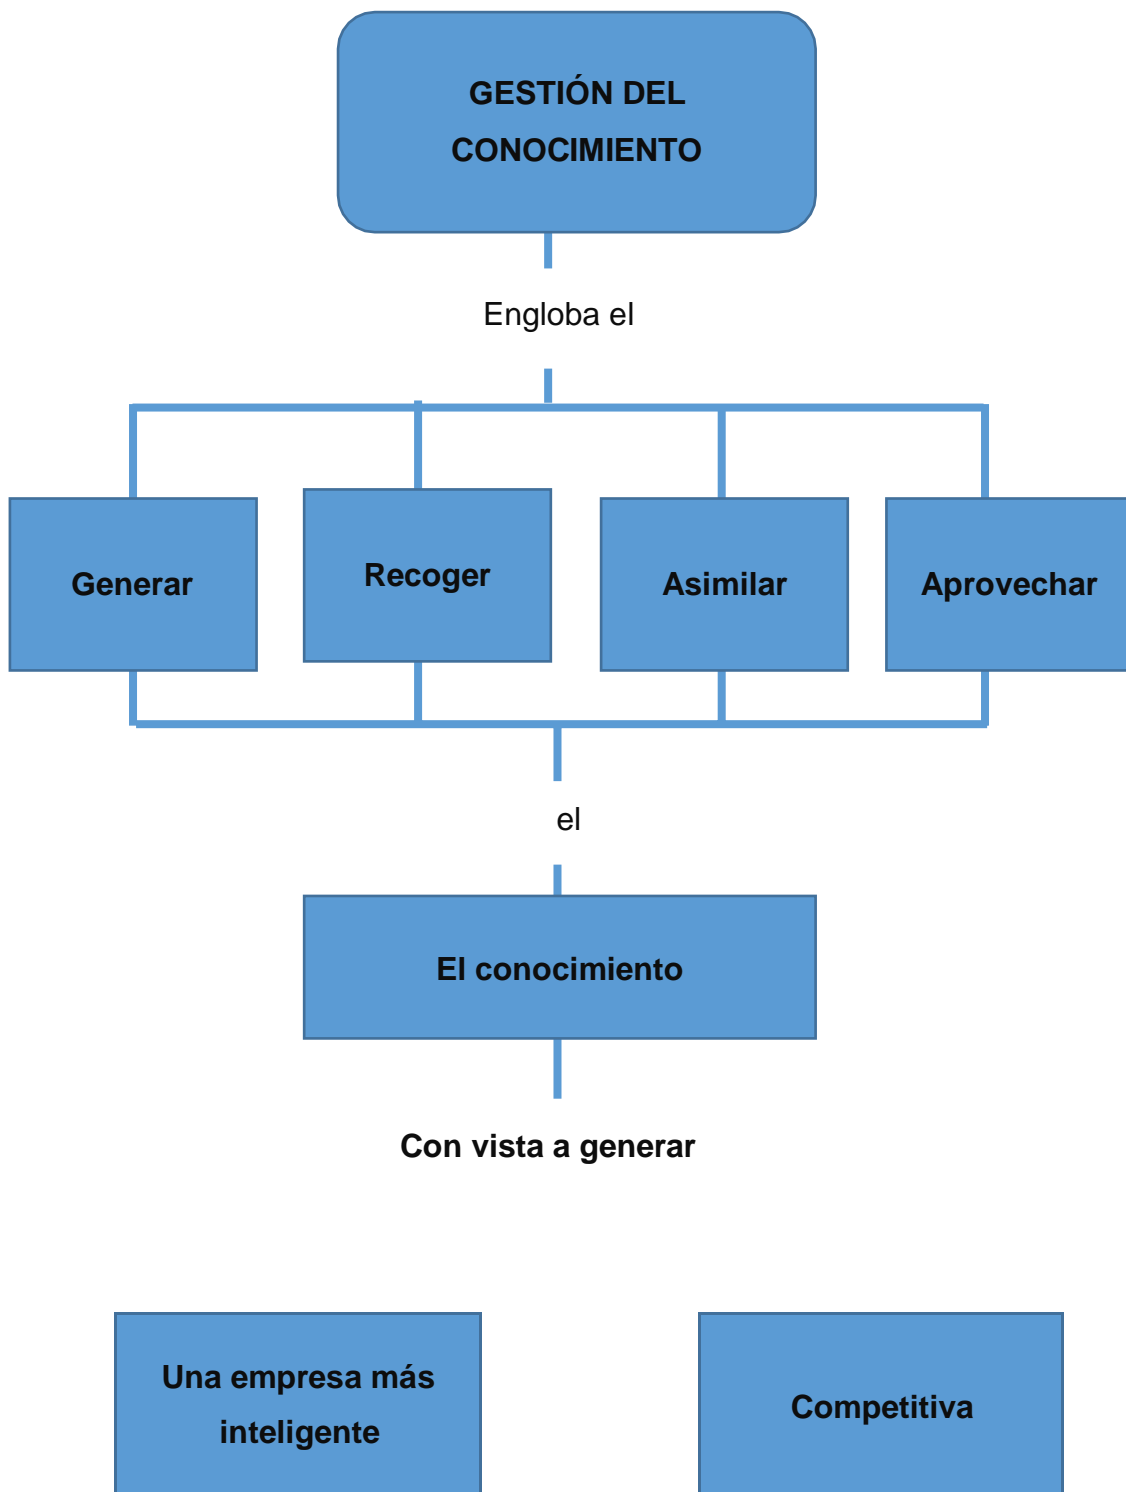 GESTIÓN DEL
CONOCIMIENTO
Engloba el
Generar
Recoger
Asimilar
Aprovechar
el
El conocimiento
Con vista a generar
Una empresa más
inteligente
Competitiva